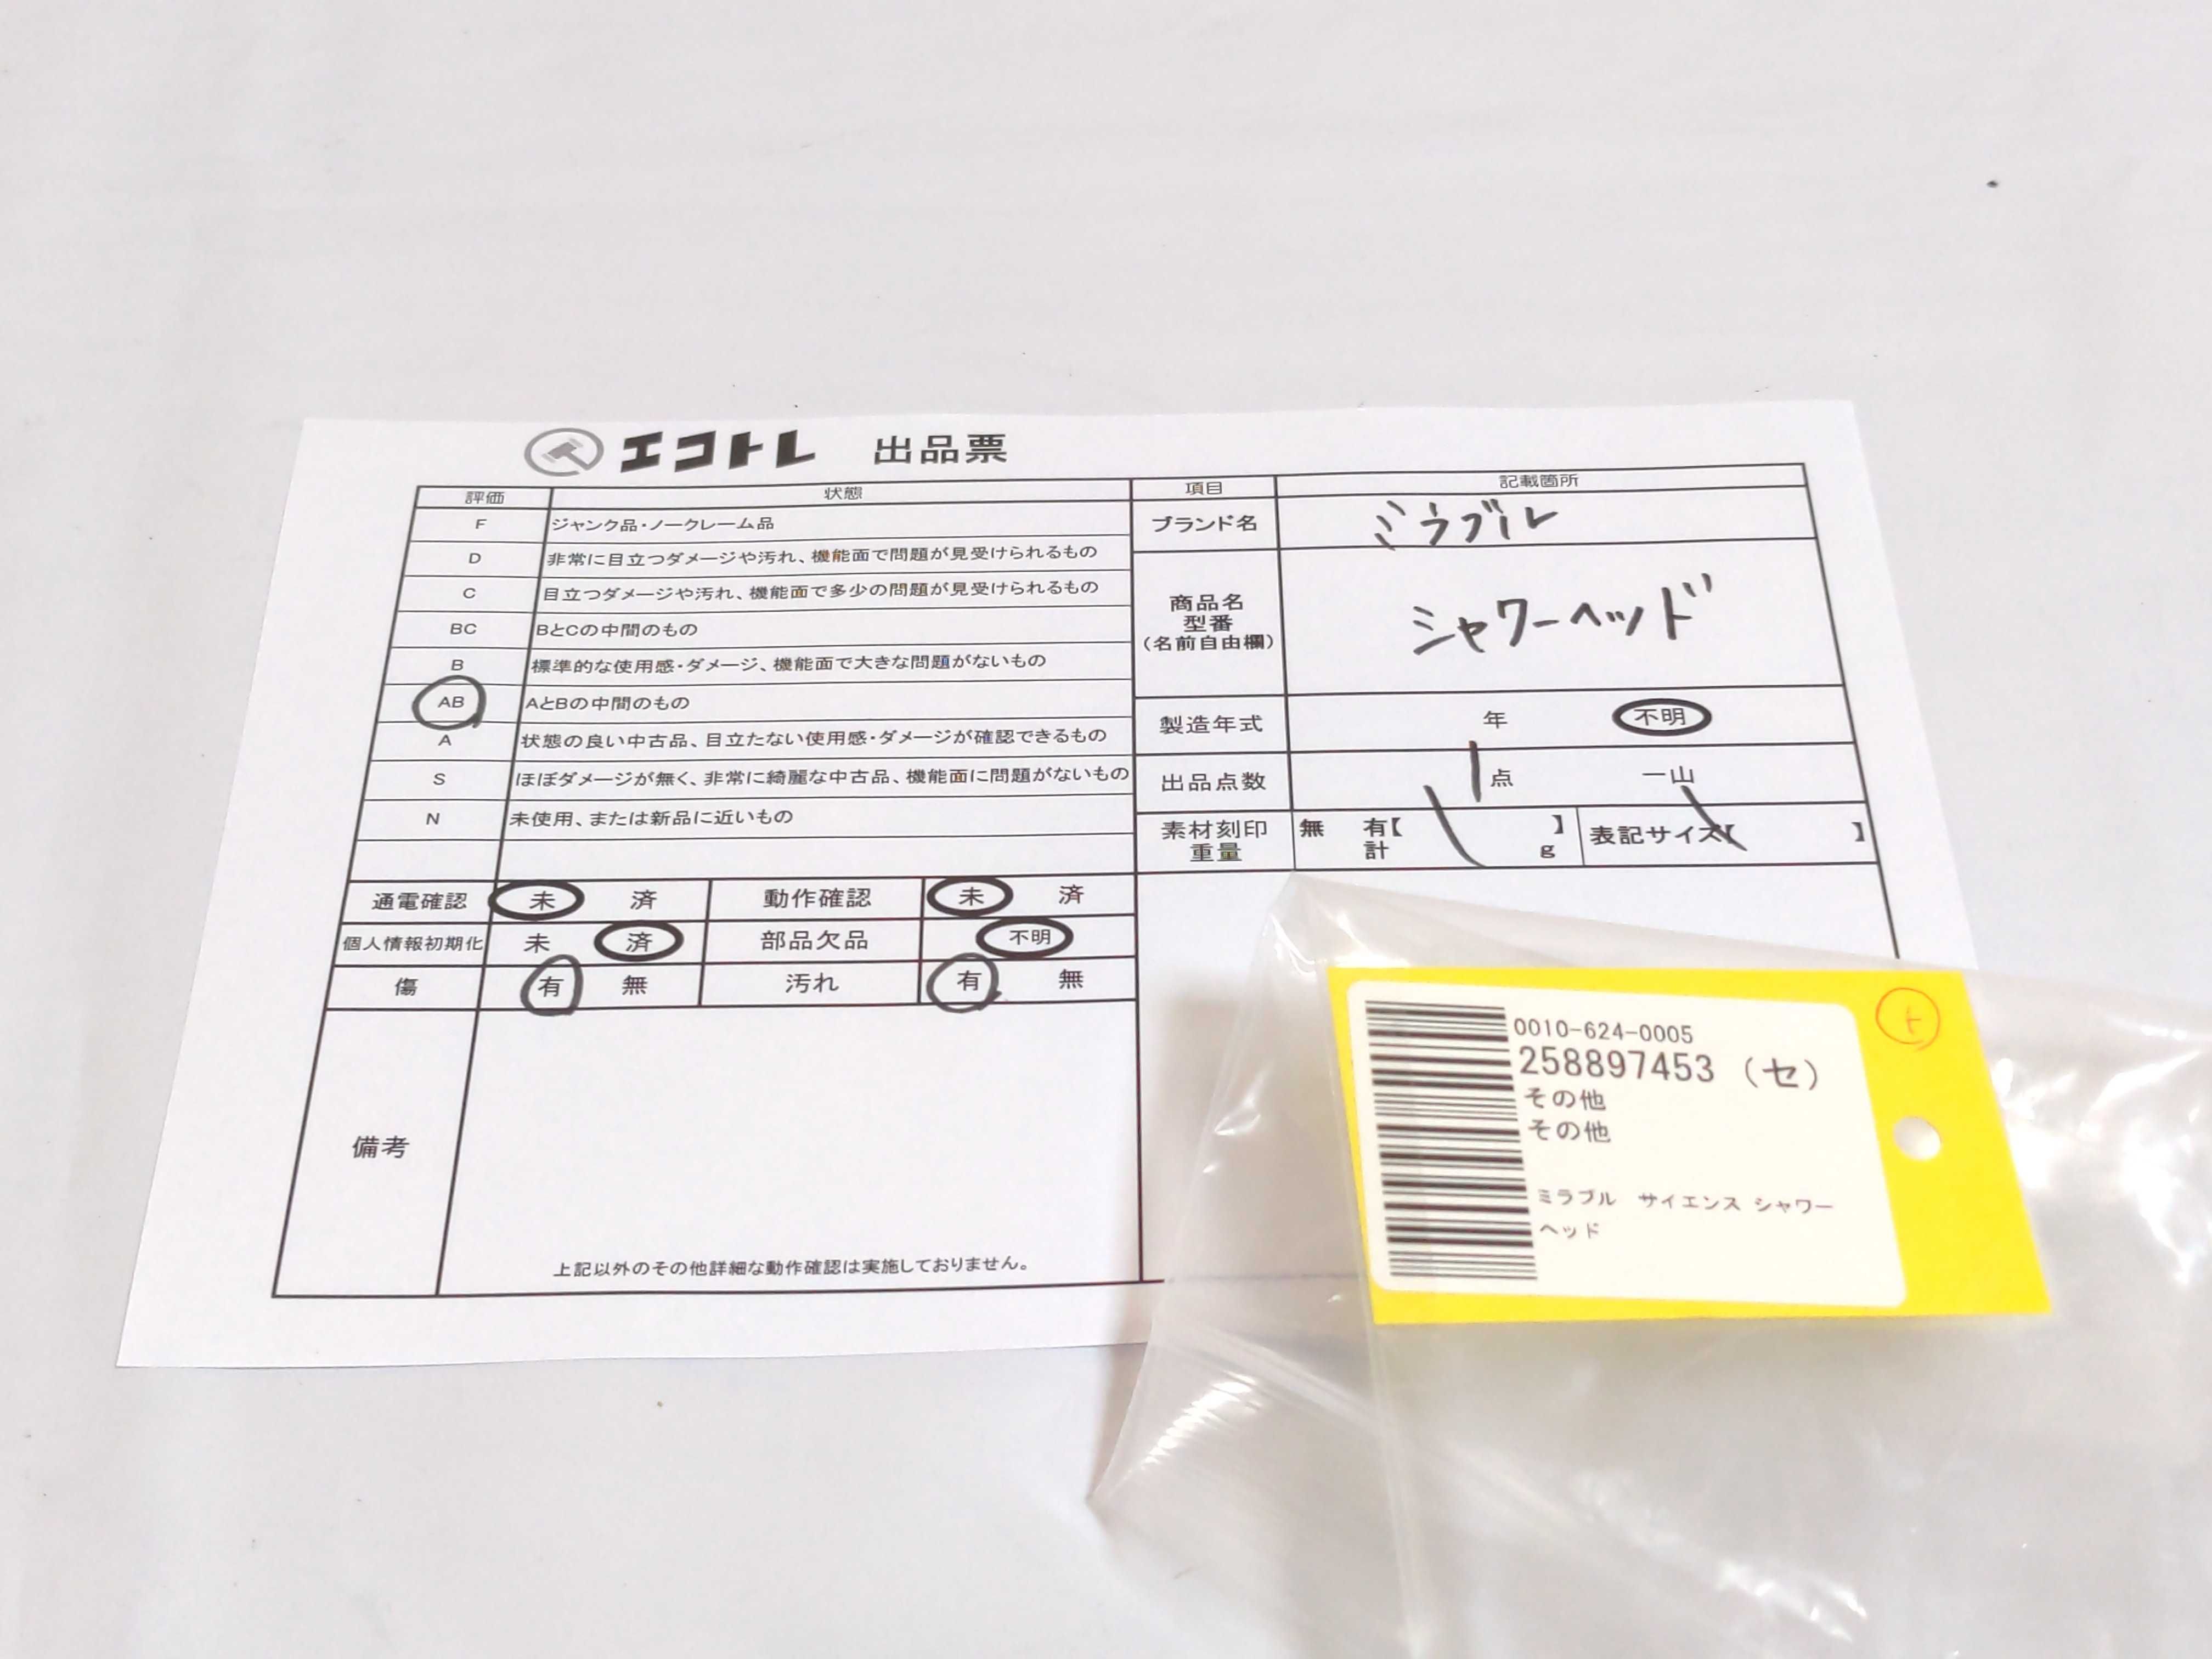 エコトレ 出品票
評価 状態
F ジャンク品・ノークレーム品
D 非常に目立つダメージや汚れ、機能面で問題が見受けられるもの
C 目立つダメージや汚れ、機能面で多少の問題が見受けられるもの
BC BとCの中間のもの
B 標準的な使用感・ダメージ、機能面で大きな問題がないもの
AB AとBの中間のもの
A 状態の良い中古品、目立たない使用感・ダメージが確認できるもの
S ほぼダメージが無く、非常に綺麗な中古品、機能面に問題がないもの
N 未使用、または新品に近いもの
通電確認 未 済 動作確認 未 済
個人情報初期化 未 済 部品欠品 不明
傷 有 無 汚れ 有 無
備考
上記以外のその他詳細な動作確認は実施しておりません。
項目 記載箇所
ブランド名 ミラブル
商品名
型番
(名前自由欄)
シャワーヘッド
製造年式 年 不明
出品点数 1 点 一山
素材刻印 無 有【 】 表記サイズ【 】
重量 計 g
0010-624-0005
258897453 (セ)
その他
その他
ミラブル サイエンス シャワー
ヘッド
ト